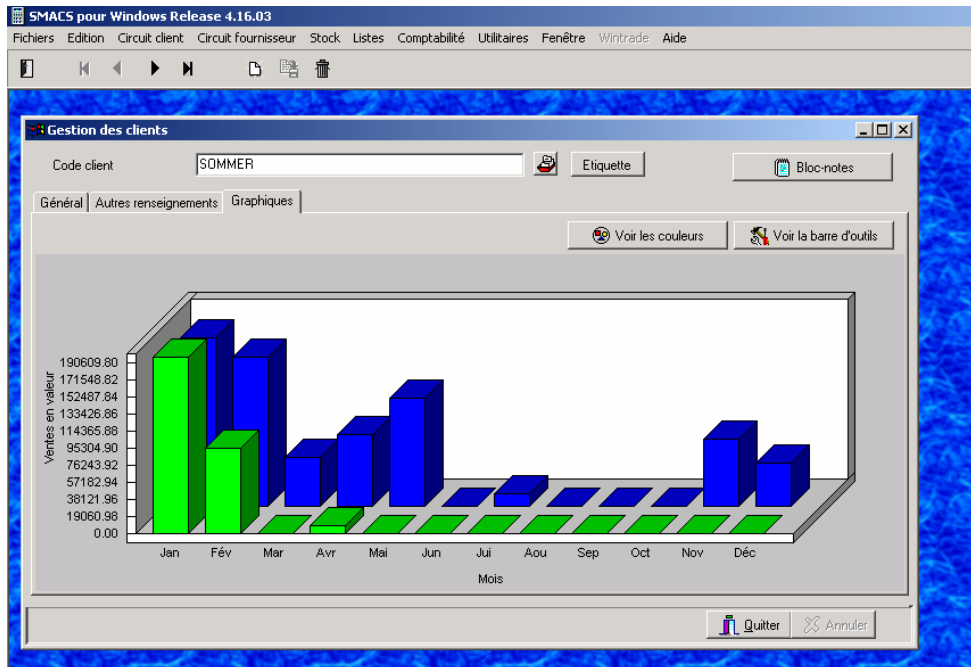 SMACS pour Windows Release 4.16.03
Fichiers Edition Circuit client Circuit fournisseur Stock Listes Comptabilité Utilitaires Fenêtre Wintrade Aide
Gestion des clients
Code client SOMMER Etiquette Bloc-notes
Général Autres renseignements Graphiques
Voir les couleurs Voir la barre d'outils
Ventes en valeur
190609.80
171548.82
152487.84
133426.86
114365.88
95304.90
76243.92
57182.94
38121.96
19060.98
0.00
Jan Fév Mar Avr Mai Jun Jui Aou Sep Oct Nov Déc
Mois
Quitter Annuler